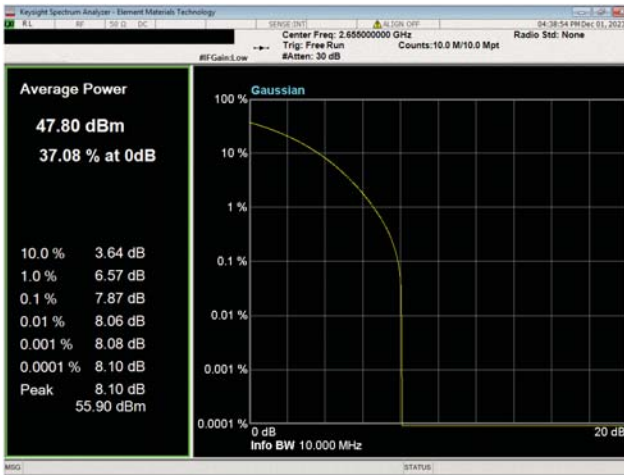 Keysight Spectrum Analyzer - Element Materials Technology
RL RF 50 Ω DC SENSE:INT ALIGN OFF 04:38:54 PM Dec 01, 2023
Center Freq: 2.655000000 GHz Radio Std: None
Trig: Free Run Counts:10.0 M/10.0 Mpt
#IFGain:Low #Atten: 30 dB
Average Power
47.80 dBm
37.08 % at 0dB
10.0 % 3.64 dB
1.0 % 6.57 dB
0.1 % 7.87 dB
0.01 % 8.06 dB
0.001 % 8.08 dB
0.0001 % 8.10 dB
Peak 8.10 dB
55.90 dBm
Gaussian
100 %
10 %
1 %
0.1 %
0.01 %
0.001 %
0.0001 %
0 dB 20 dB
Info BW 10.000 MHz
MSG STATUS